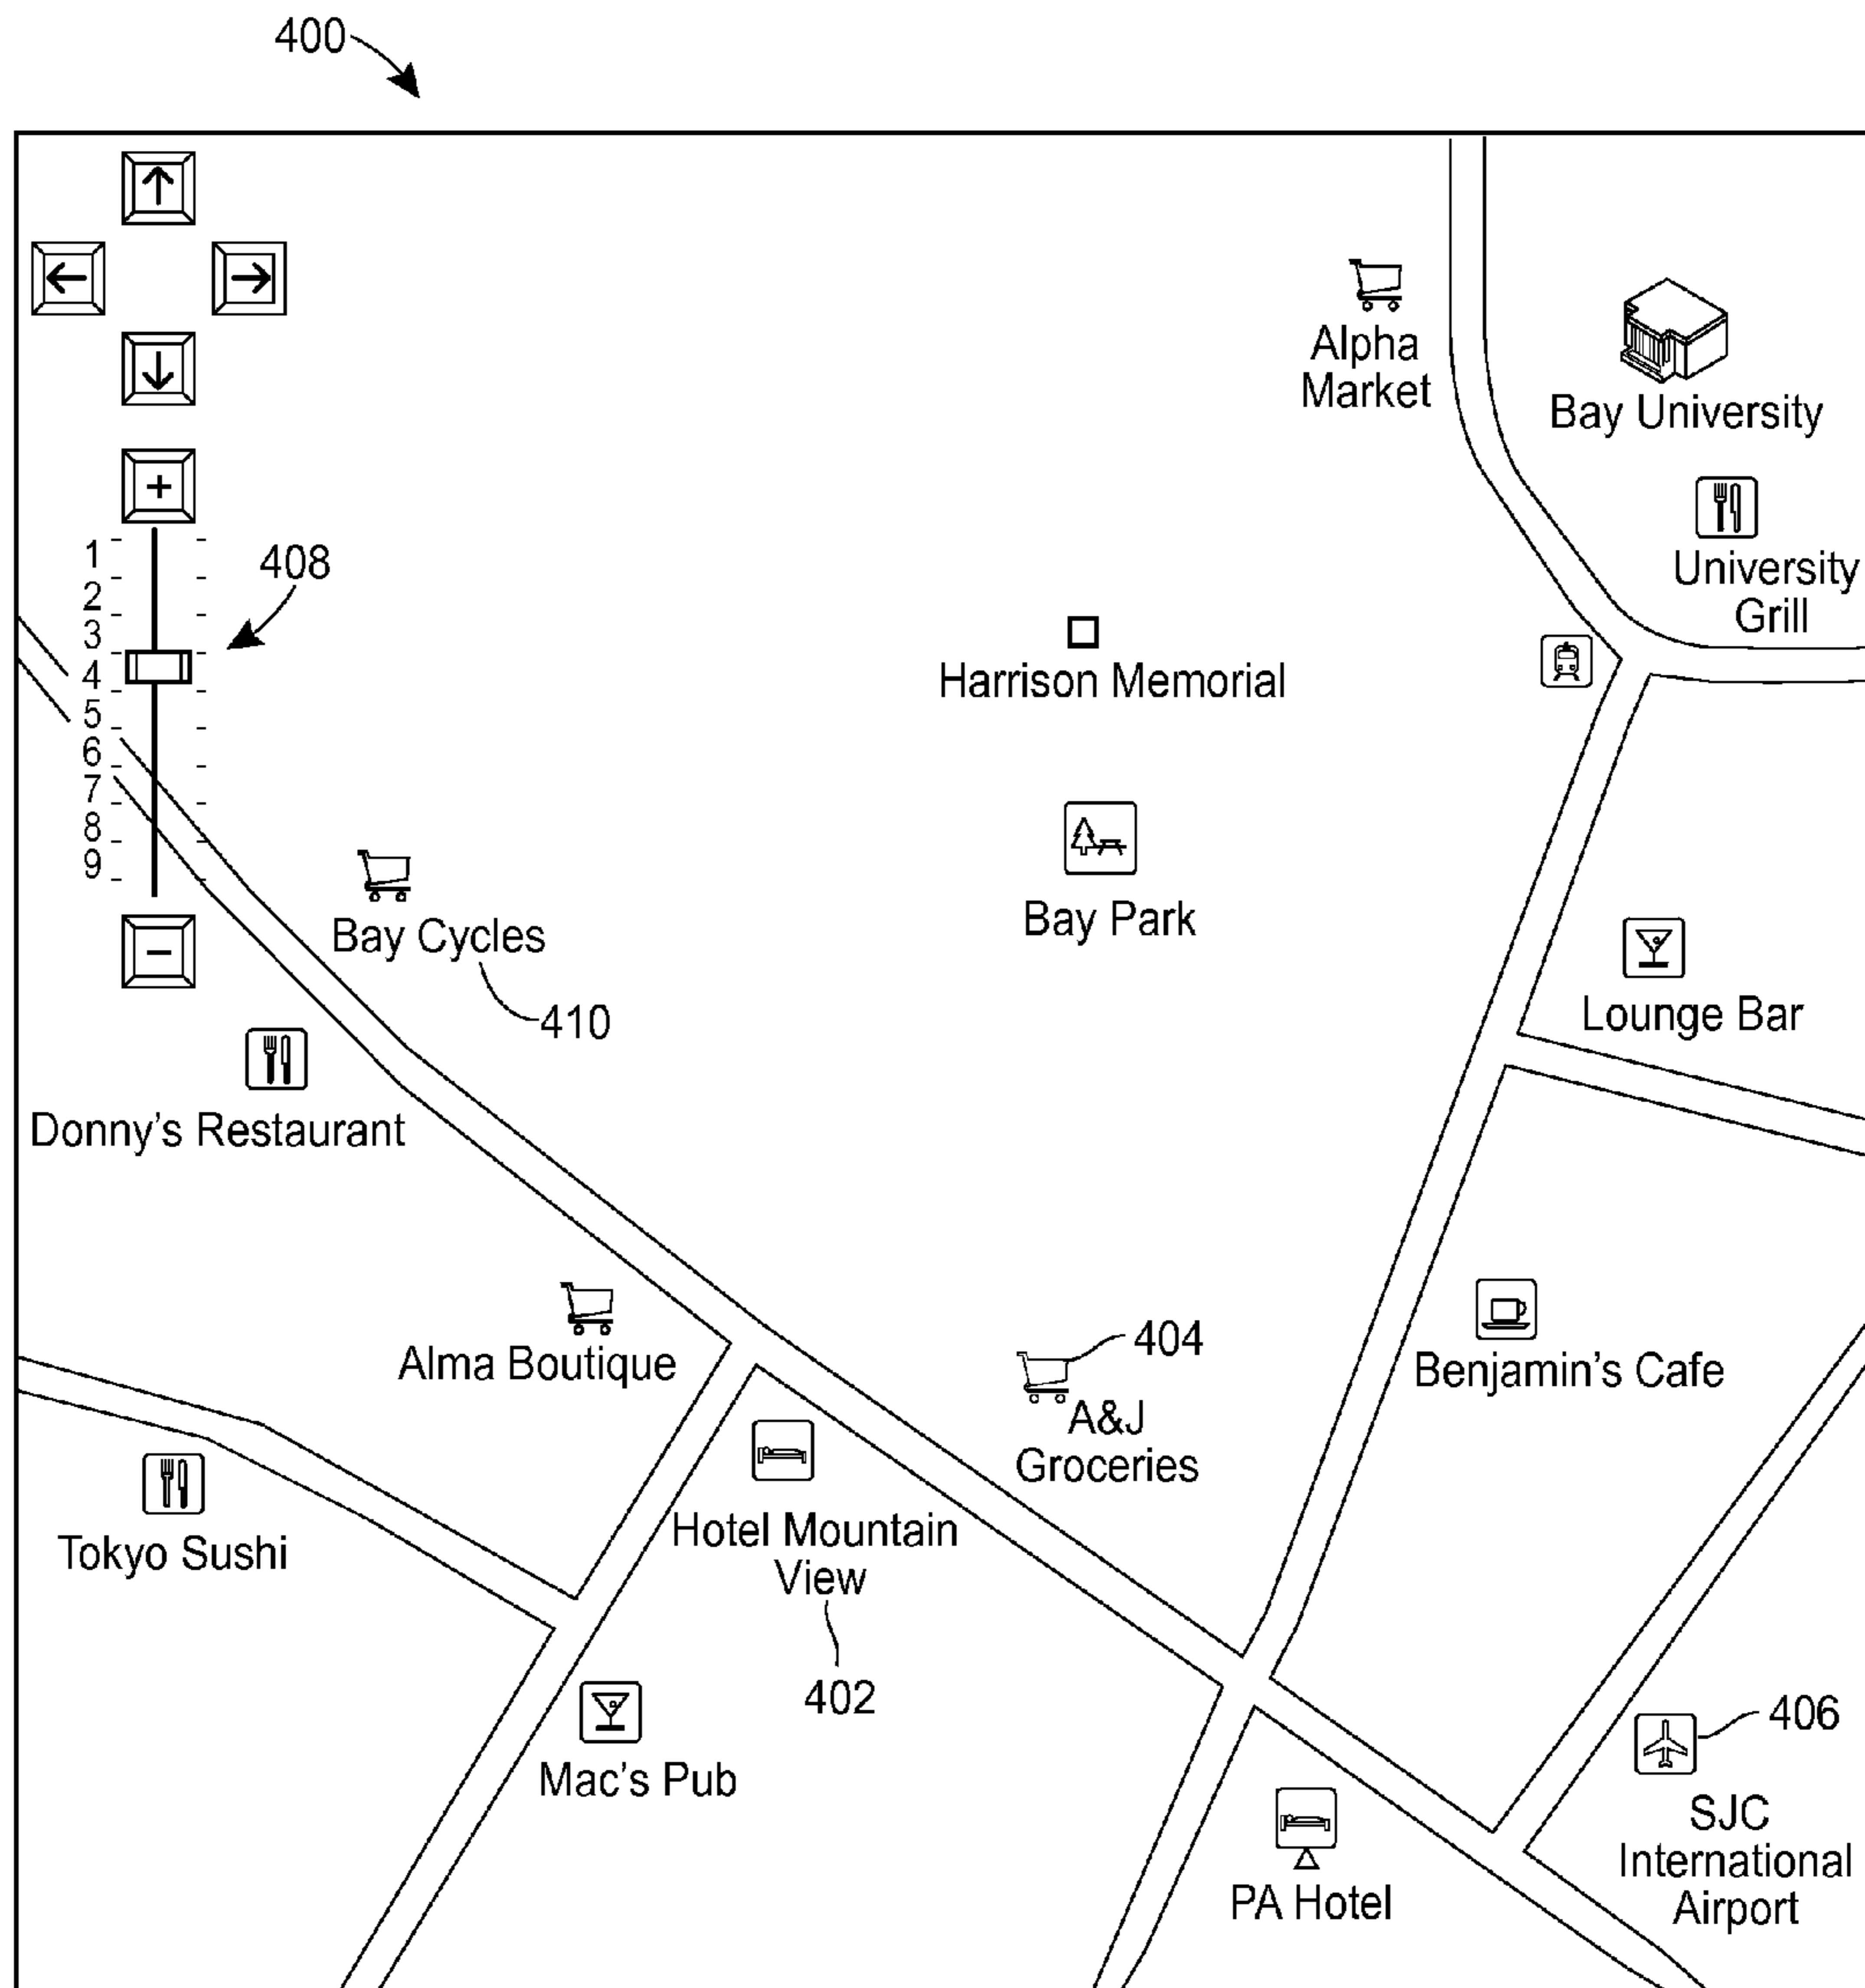 400
Alpha
Market
Bay University
+
1
2
3
4
5
6
7
8
9
−
408
University
Grill
Harrison Memorial
Bay Park
Bay Cycles
410
Lounge Bar
Donny's Restaurant
Alma Boutique
404
A&J
Groceries
Benjamin's Cafe
Tokyo Sushi
Hotel Mountain
View
402
Mac's Pub
406
SJC
International
Airport
PA Hotel